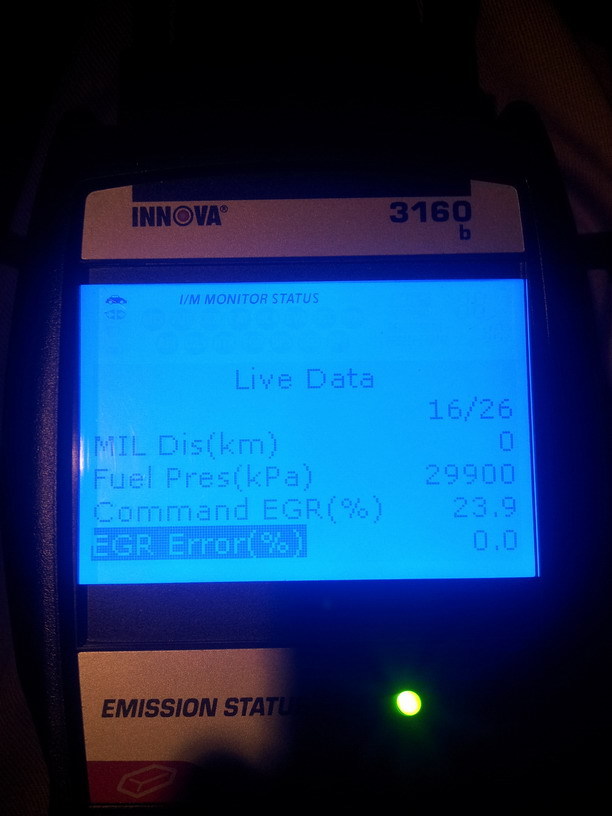 INNOVA®
3160
b
I/M MONITOR STATUS
Live Data
16/26
MIL Dis(km) 0
Fuel Pres(kPa) 29900
Command EGR(%) 23.9
EGR Error(%) 0.0
EMISSION STATU